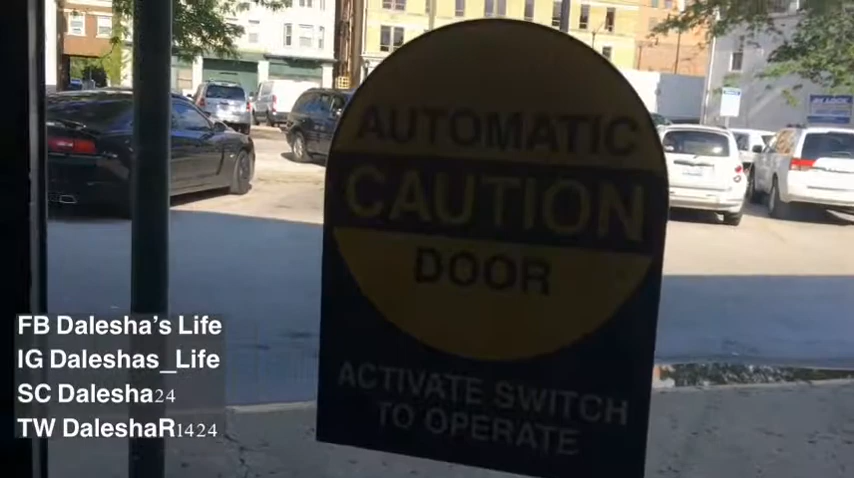 AUTOMATIC
CAUTION
DOOR
ACTIVATE SWITCH
TO OPERATE
FB Dalesha's Life
IG Daleshas_Life
SC Dalesha24
TW DaleshaR1424